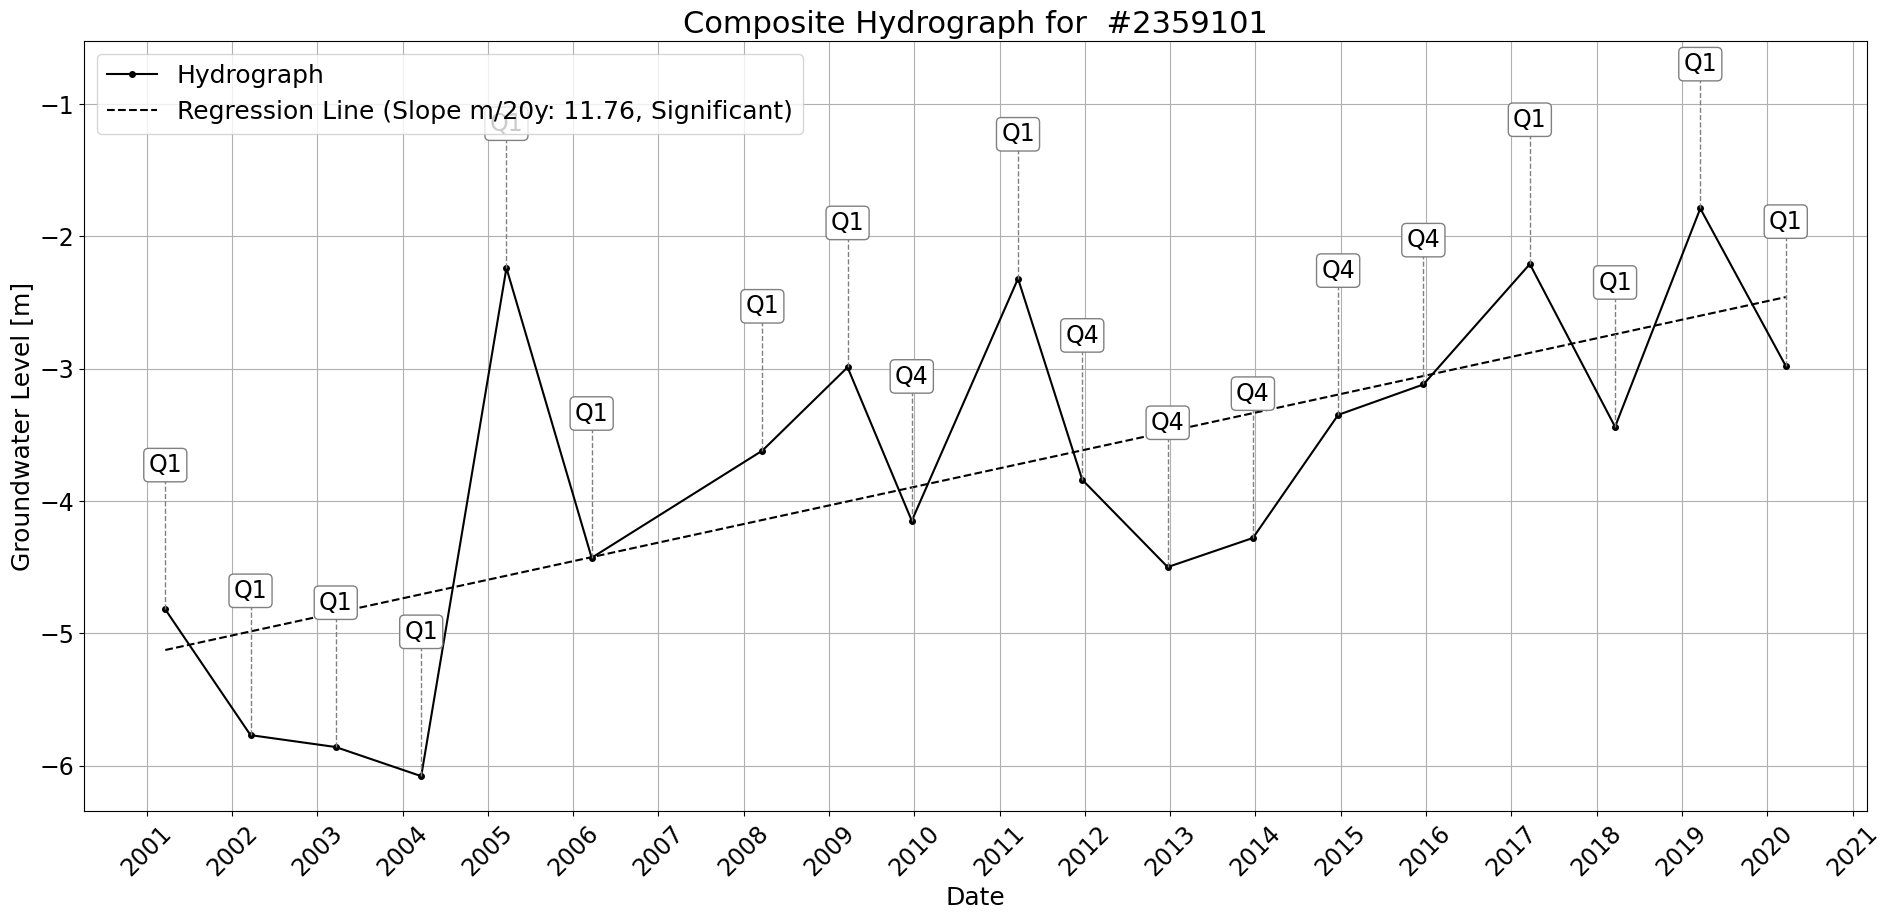 Composite Hydrograph for  #2359101
Hydrograph
Regression Line (Slope m/20y: 11.76, Significant)
Groundwater Level [m]
−1
−2
−3
−4
−5
−6
Q1
Q1
Q1
Q1
Q1
Q1
Q1
Q1
Q4
Q1
Q4
Q4
Q4
Q4
Q4
Q1
Q1
Q1
Q1
2001
2002
2003
2004
2005
2006
2007
2008
2009
2010
2011
2012
2013
2014
2015
2016
2017
2018
2019
2020
2021
Date